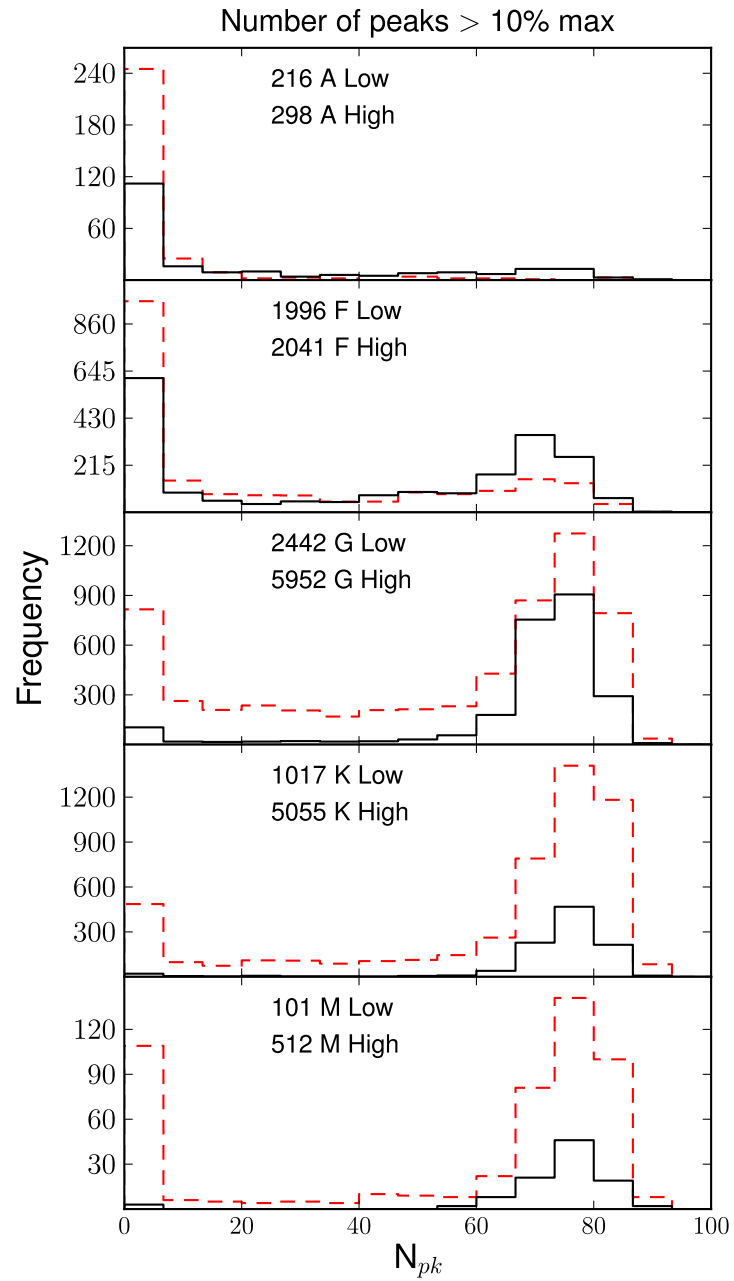 Number of peaks > 10% max
240
180
120
60
216 A Low
298 A High
860
645
430
215
1996 F Low
2041 F High
Frequency
1200
900
600
300
2442 G Low
5952 G High
1200
900
600
300
1017 K Low
5055 K High
120
90
60
30
101 M Low
512 M High
0 20 40 60 80 100
N_{pk}